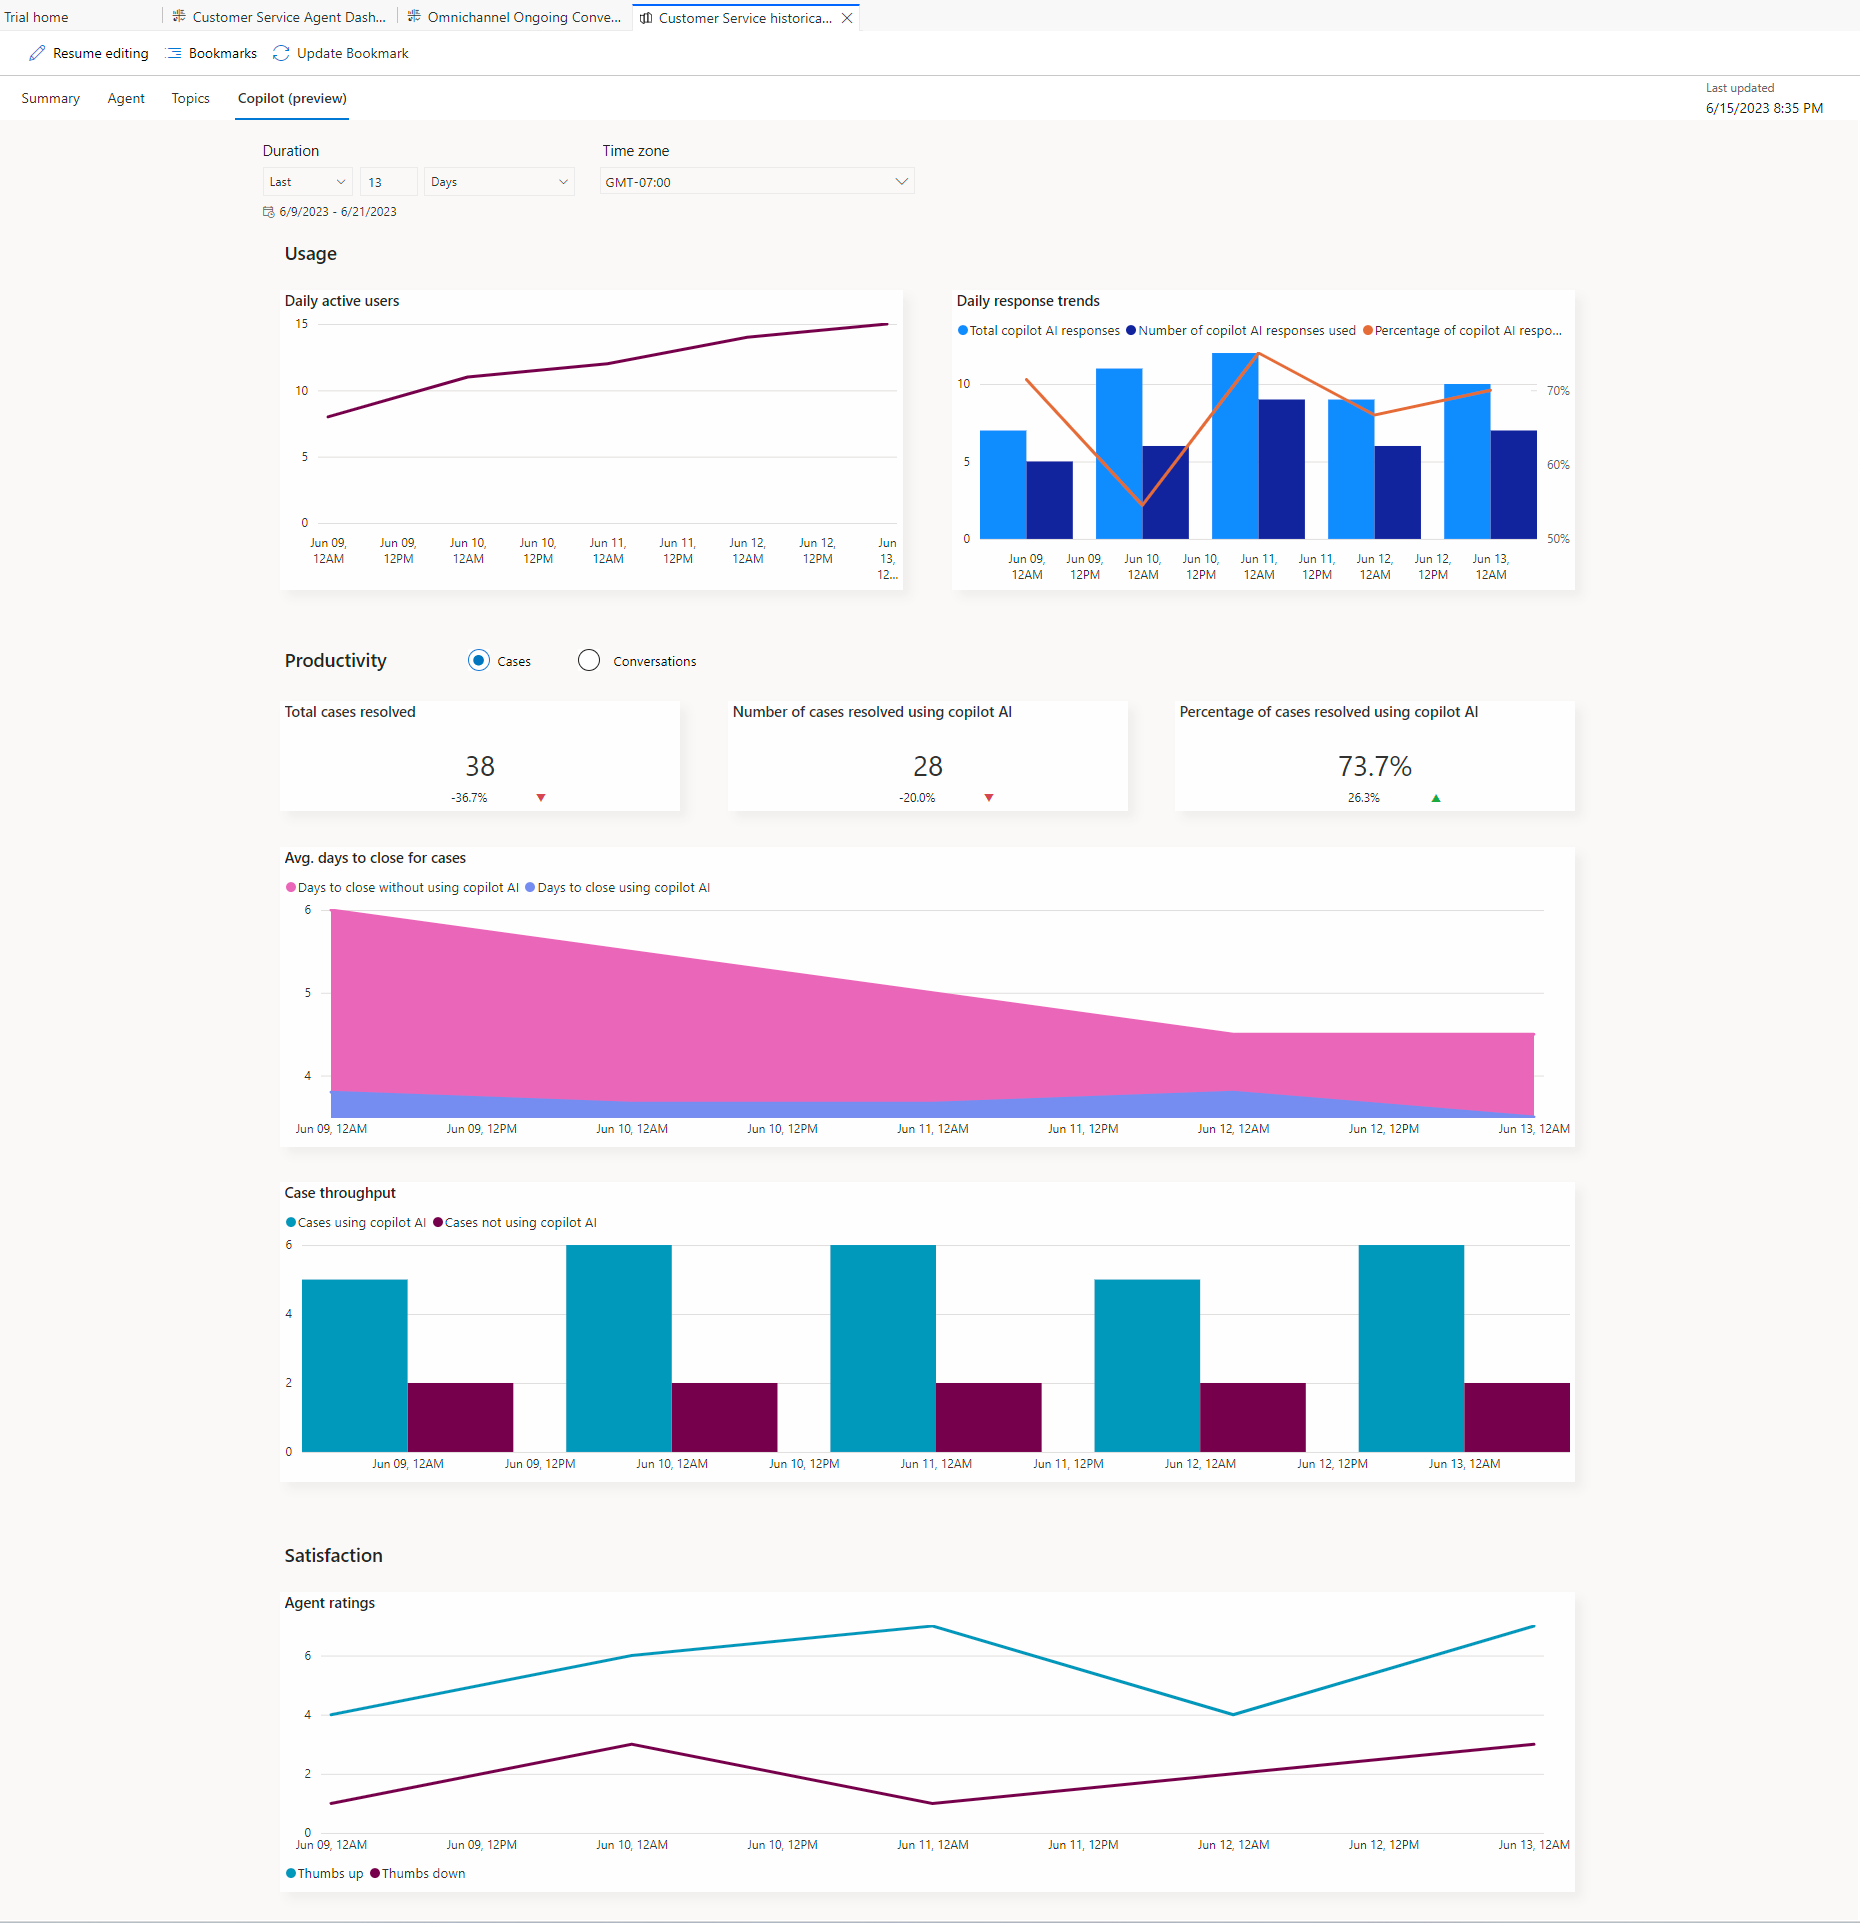 Trial home
Customer Service Agent Dash...
Omnichannel Ongoing Conve...
Customer Service historica...
Resume editing Bookmarks Update Bookmark
Summary Agent Topics Copilot (preview)
Last updated
6/15/2023 8:35 PM
Duration
Last 13 Days
6/9/2023 - 6/21/2023
Time zone
GMT-07:00
Usage
Daily active users
15
10
5
0
Jun 09, 12AM
Jun 09, 12PM
Jun 10, 12AM
Jun 10, 12PM
Jun 11, 12AM
Jun 11, 12PM
Jun 12, 12AM
Jun 12, 12PM
Jun 13, 12...
Daily response trends
Total copilot AI responses Number of copilot AI responses used Percentage of copilot AI respo...
10
5
0
70%
60%
50%
Jun 09, 12AM
Jun 09, 12PM
Jun 10, 12AM
Jun 10, 12PM
Jun 11, 12AM
Jun 11, 12PM
Jun 12, 12AM
Jun 12, 12PM
Jun 13, 12AM
Productivity Cases Conversations
Total cases resolved
38
-36.7%
Number of cases resolved using copilot AI
28
-20.0%
Percentage of cases resolved using copilot AI
73.7%
26.3%
Avg. days to close for cases
Days to close without using copilot AI Days to close using copilot AI
6
5
4
Jun 09, 12AM Jun 09, 12PM Jun 10, 12AM Jun 10, 12PM Jun 11, 12AM Jun 11, 12PM Jun 12, 12AM Jun 12, 12PM Jun 13, 12AM
Case throughput
Cases using copilot AI Cases not using copilot AI
6
4
2
0
Jun 09, 12AM Jun 09, 12PM Jun 10, 12AM Jun 10, 12PM Jun 11, 12AM Jun 11, 12PM Jun 12, 12AM Jun 12, 12PM Jun 13, 12AM
Satisfaction
Agent ratings
6
4
2
0
Jun 09, 12AM Jun 09, 12PM Jun 10, 12AM Jun 10, 12PM Jun 11, 12AM Jun 11, 12PM Jun 12, 12AM Jun 12, 12PM Jun 13, 12AM
Thumbs up Thumbs down